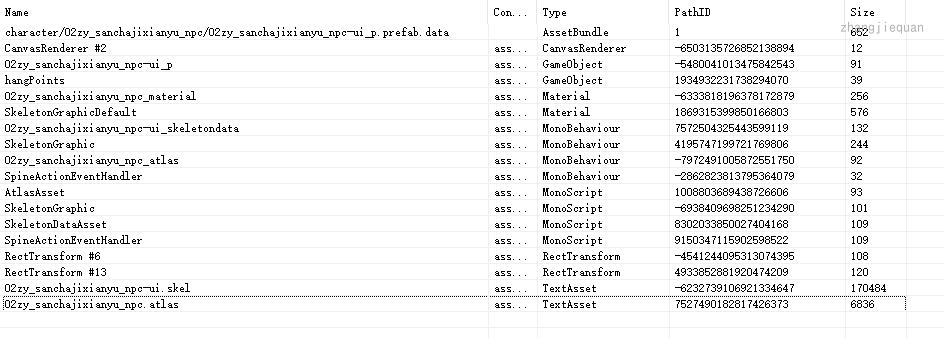 Name Con... Type PathID Size
zhangjiequan
character/02zy_sanchajixianyu_npc/02zy_sanchajixianyu_npc-ui_p.prefab.data AssetBundle 1 652
CanvasRenderer #2 ass... CanvasRenderer -6503135726852138894 12
02zy_sanchajixianyu_npc-ui_p ass... GameObject -5480041013475842543 91
hangPoints ass... GameObject 1934932231738294070 39
02zy_sanchajixianyu_npc_material ass... Material -6333818196378172879 256
SkeletonGraphicDefault ass... Material 1869315399850166803 576
02zy_sanchajixianyu_npc-ui_skeletondata ass... MonoBehaviour 7572504325443599119 132
SkeletonGraphic ass... MonoBehaviour 4195747199721769806 244
02zy_sanchajixianyu_npc_atlas ass... MonoBehaviour -7972491005872551750 92
SpineActionEventHandler ass... MonoBehaviour -2862823813795364079 32
AtlasAsset ass... MonoScript 1008803689438726606 93
SkeletonGraphic ass... MonoScript -6938409698251234290 101
SkeletonDataAsset ass... MonoScript 8302033850027404168 109
SpineActionEventHandler ass... MonoScript 9150347115902598522 109
RectTransform #6 ass... RectTransform -4541244095313074395 108
RectTransform #13 ass... RectTransform 4933852881920474209 120
02zy_sanchajixianyu_npc-ui.skel ass... TextAsset -6232739106921334647 170484
02zy_sanchajixianyu_npc.atlas ass... TextAsset 7527490182817426373 6836